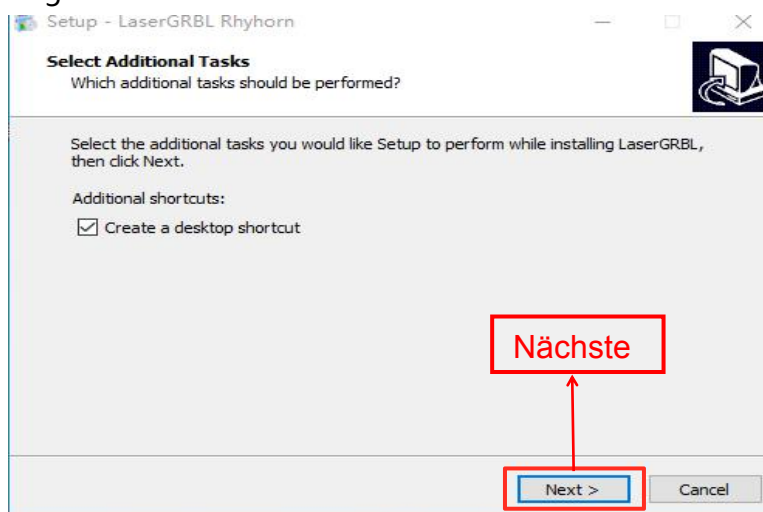 Setup - LaserGRBL Rhyhorn
Select Additional Tasks
Which additional tasks should be performed?
Select the additional tasks you would like Setup to perform while installing LaserGRBL,
then click Next.
Additional shortcuts:
Create a desktop shortcut
Nächste
Next >
Cancel